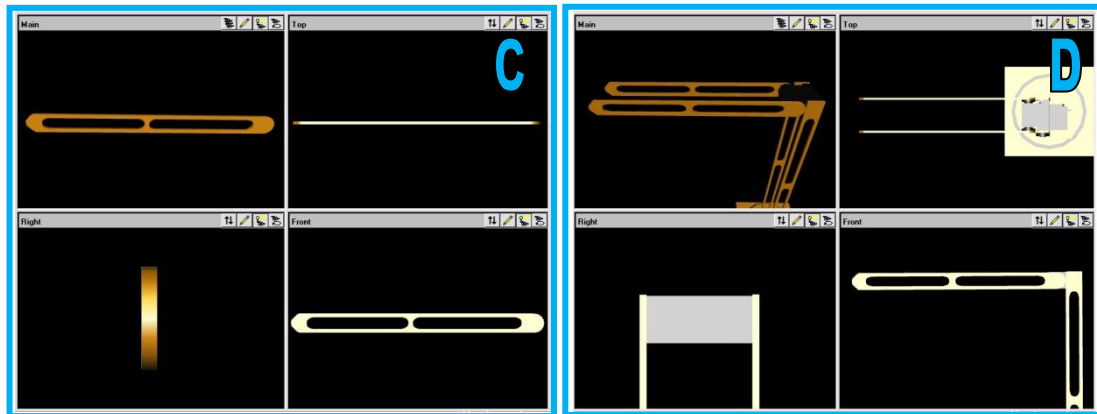 Main
Top
C
Right
Front
Main
Top
D
Right
Front